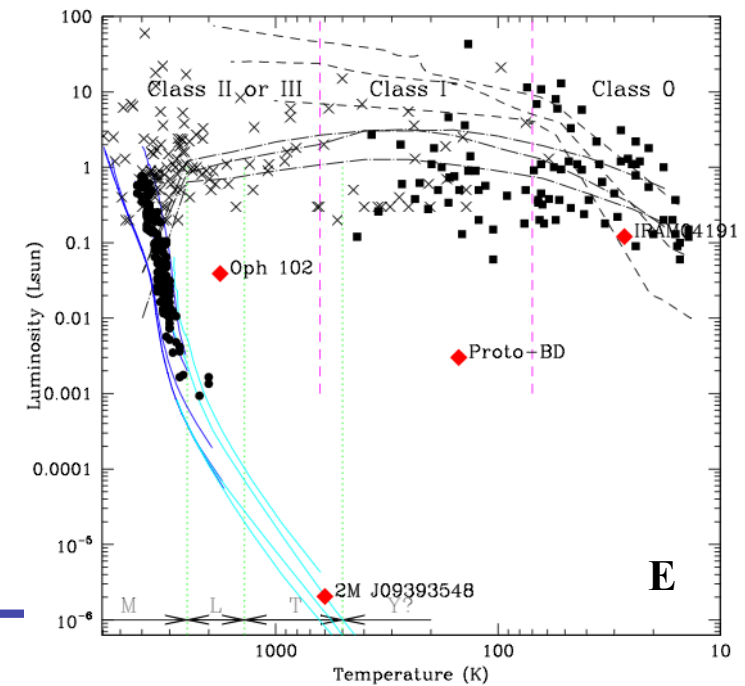 100
10
1
0.1
0.01
0.001
0.0001
10⁻⁵
10⁻⁶
Luminosity (Lsun)
Class II or III
Class I
Class 0
IRAM04191
Oph 102
Proto-BD
2M J09393548
E
M L T Y?
1000 100 10
Temperature (K)